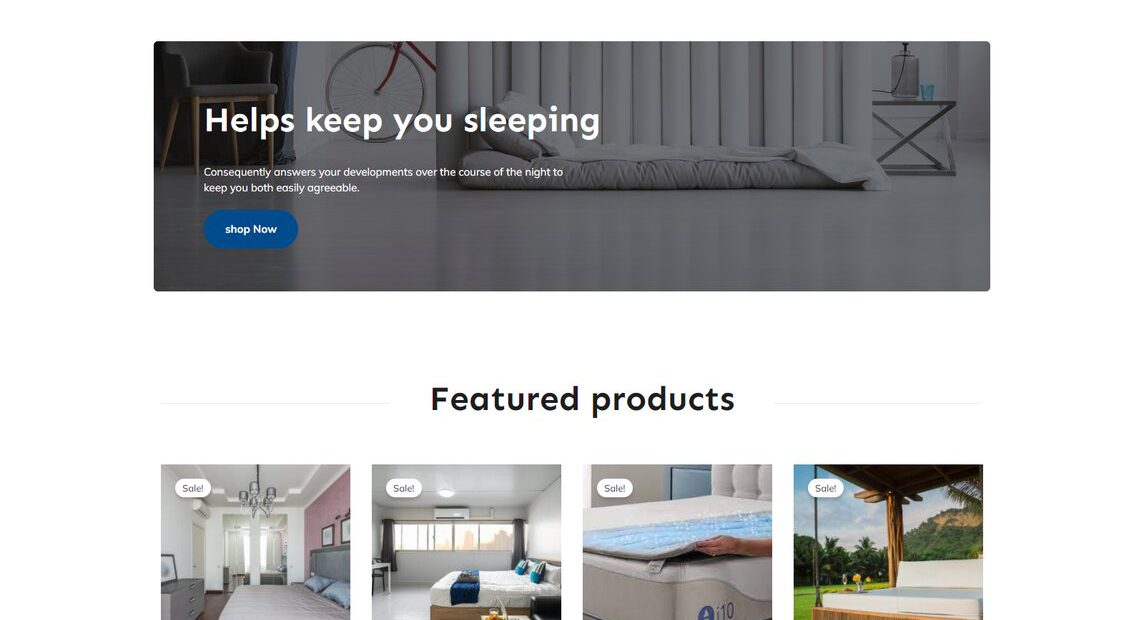 Helps keep you sleeping
Consequently answers your developments over the course of the night to
keep you both easily agreeable.
shop Now
Featured products
Sale!
Sale!
Sale!
Sale!
i10